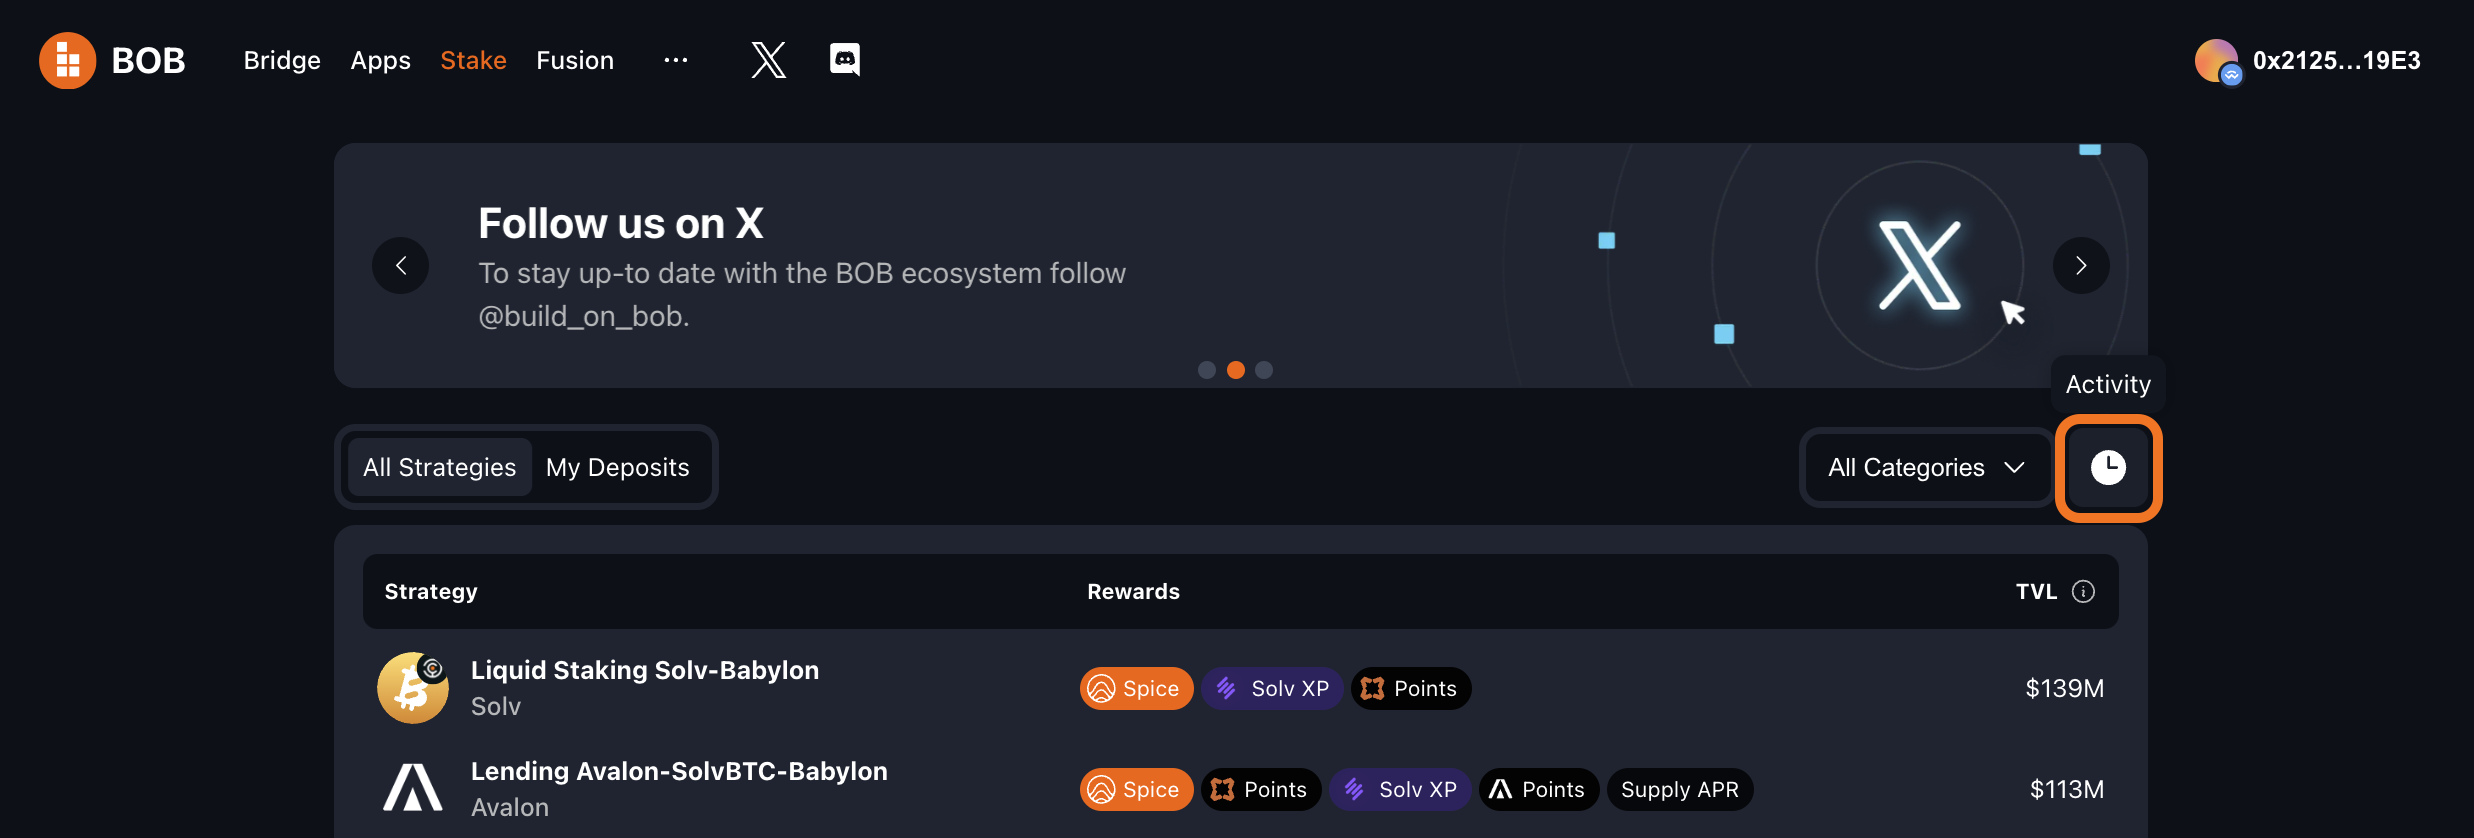 BOB
Bridge Apps Stake Fusion ...
0x2125...19E3
Follow us on X
To stay up-to date with the BOB ecosystem follow
@build_on_bob.
Activity
All Strategies My Deposits
All Categories
Strategy Rewards TVL
Liquid Staking Solv-Babylon
Solv
Spice Solv XP Points
$139M
Lending Avalon-SolvBTC-Babylon
Avalon
Spice Points Solv XP Points Supply APR
$113M